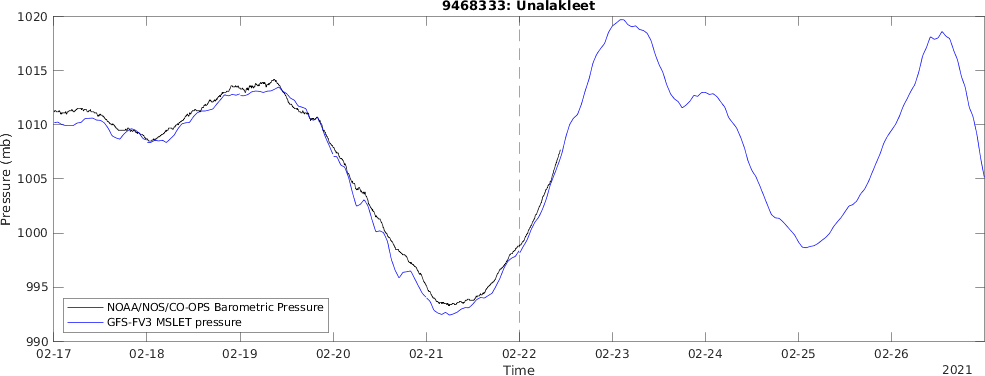 9468333: Unalakleet
1020
1015
1010
1005
1000
995
990
Pressure (mb)
NOAA/NOS/CO-OPS Barometric Pressure
GFS-FV3 MSLET pressure
02-17 02-18 02-19 02-20 02-21 02-22 02-23 02-24 02-25 02-26
Time
2021